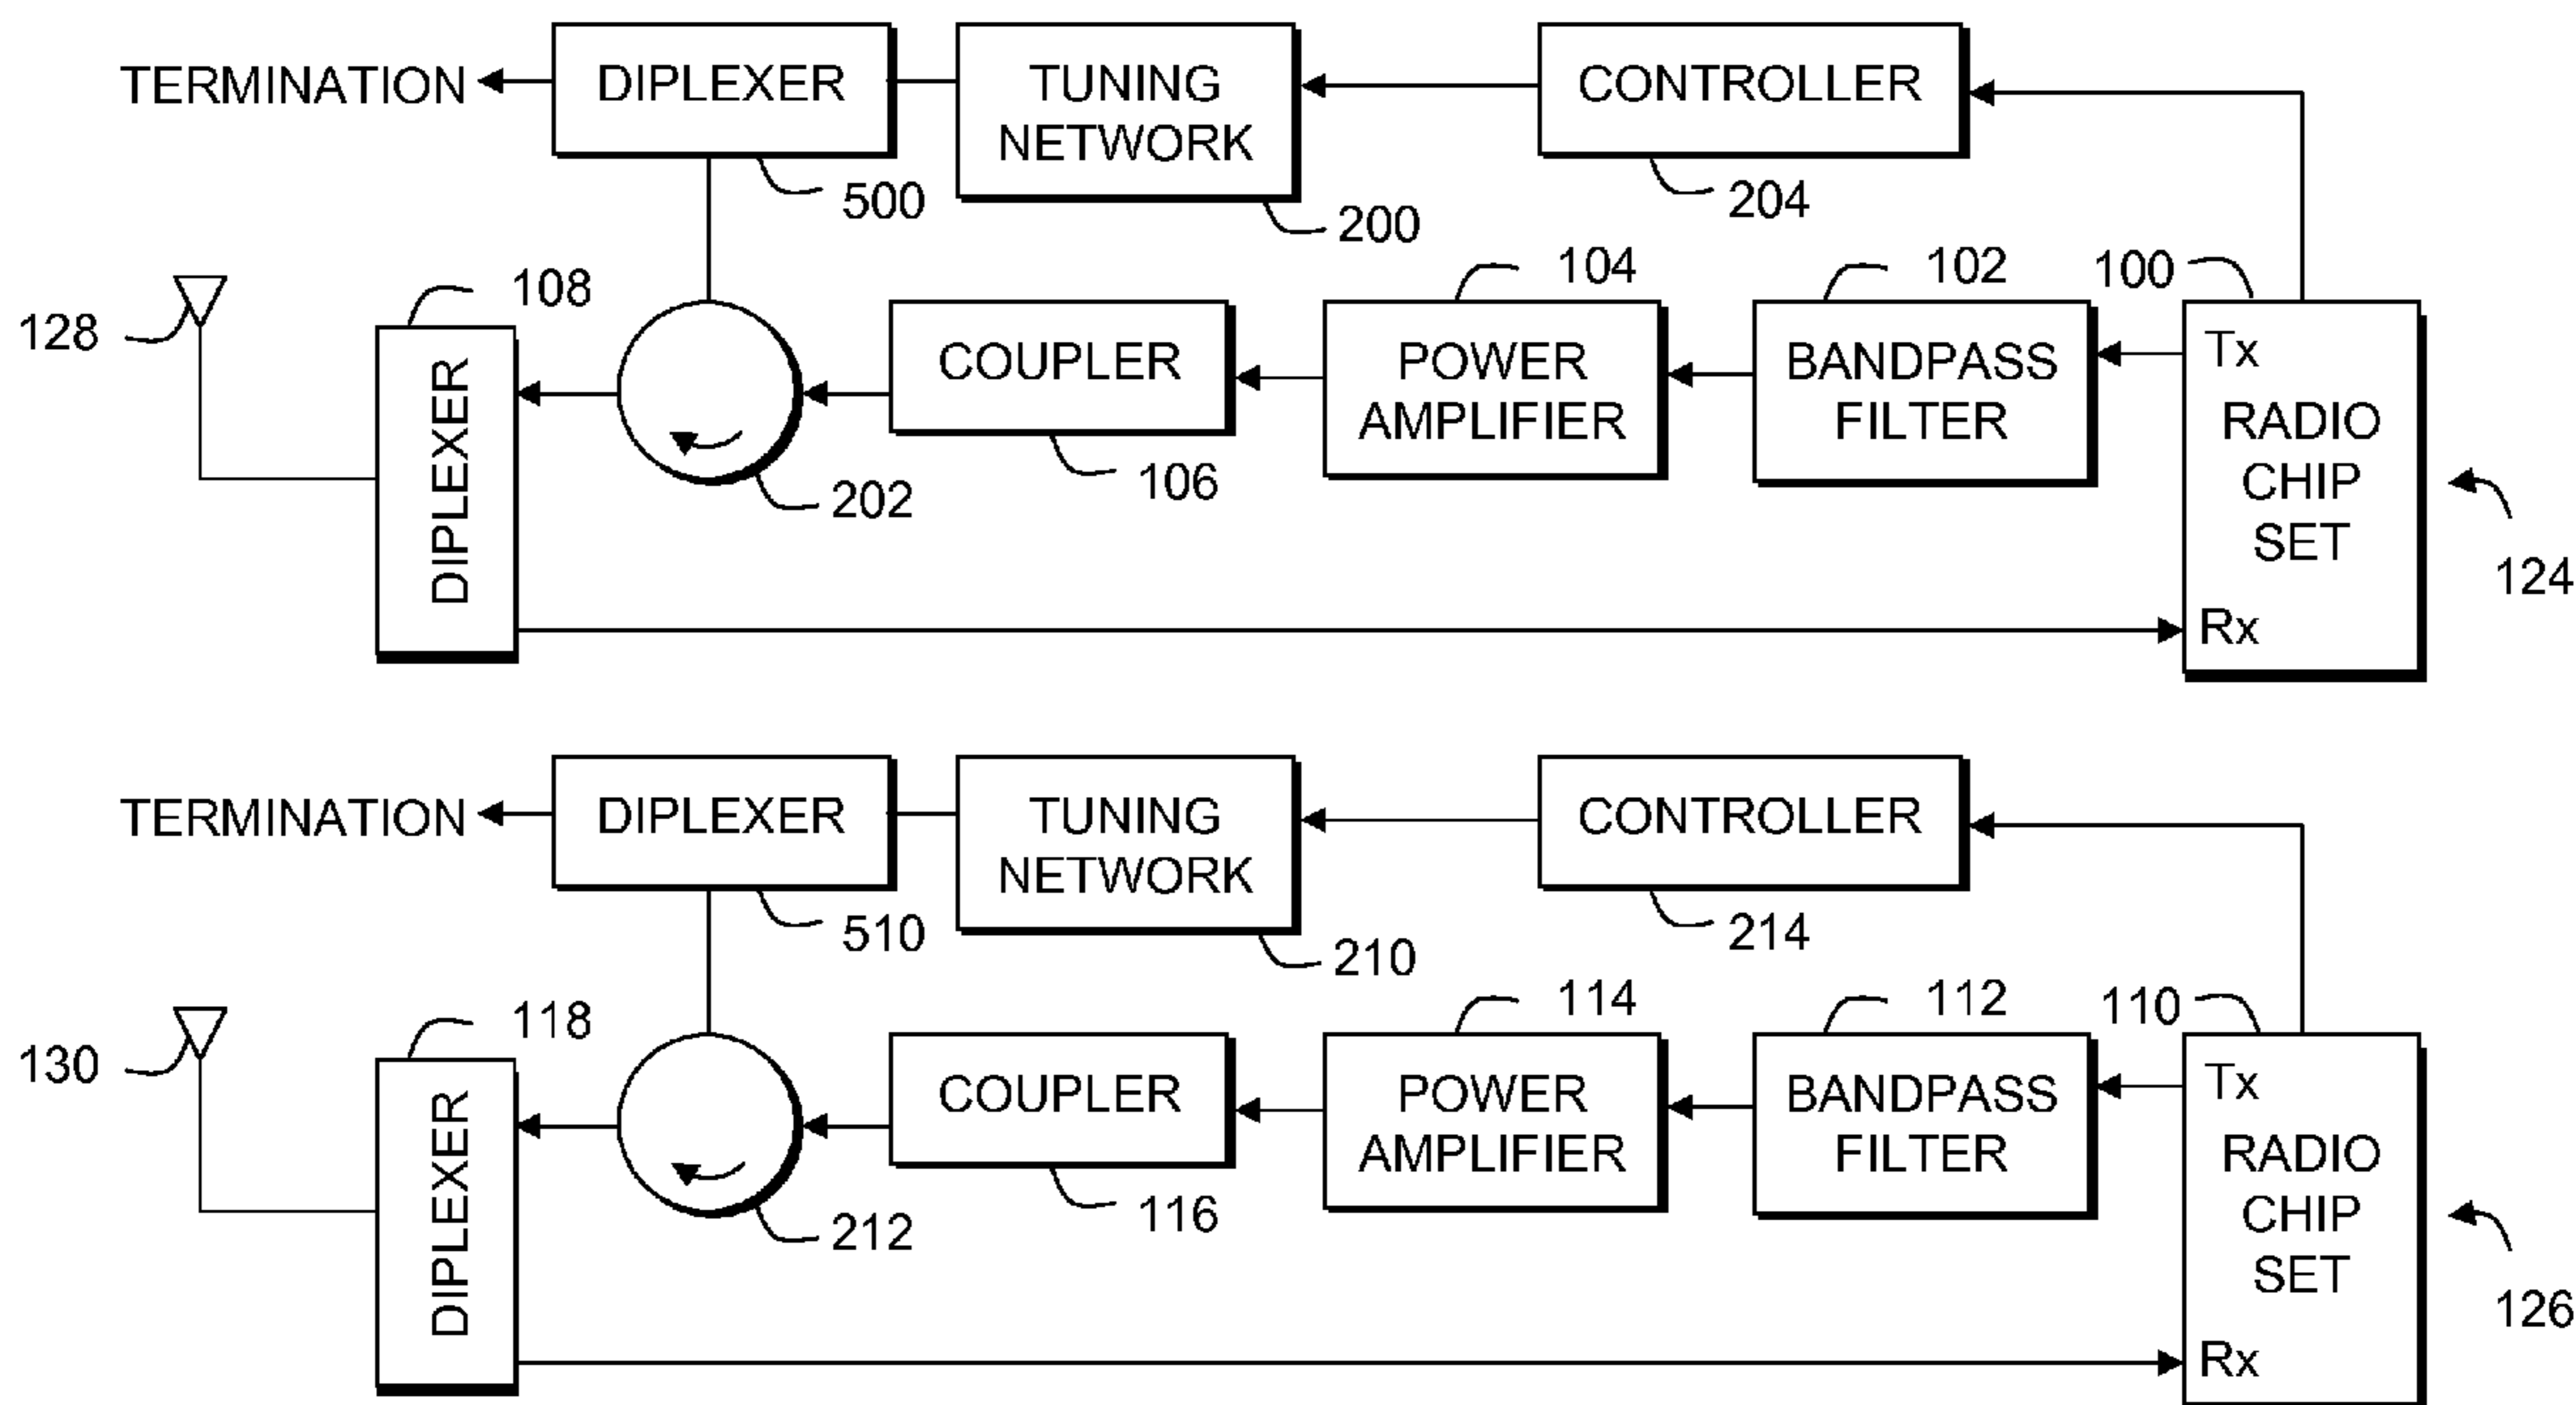 TERMINATION
DIPLEXER
500
TUNING
NETWORK
200
CONTROLLER
204
128
108
DIPLEXER
202
COUPLER
106
104
POWER
AMPLIFIER
102
BANDPASS
FILTER
100
Tx
RADIO
CHIP
SET
Rx
124
TERMINATION
DIPLEXER
510
TUNING
NETWORK
210
CONTROLLER
214
130
118
DIPLEXER
212
COUPLER
116
114
POWER
AMPLIFIER
112
BANDPASS
FILTER
110
Tx
RADIO
CHIP
SET
Rx
126